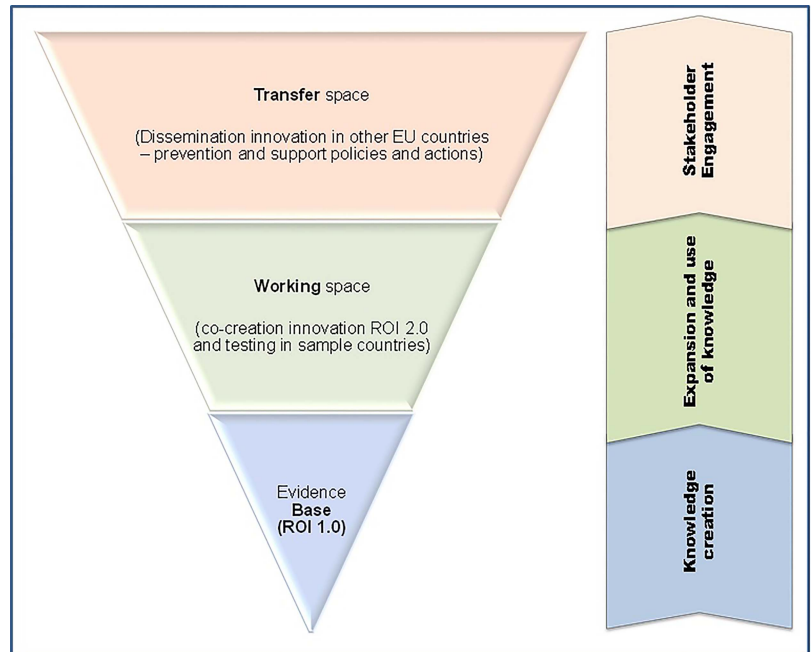 Transfer space
(Dissemination innovation in other EU countries
– prevention and support policies and actions)
Working space
(co-creation innovation ROI 2.0
and testing in sample countries)
Evidence
Base
(ROI 1.0)
Stakeholder
Engagement
Expansion and use
of knowledge
Knowledge
creation